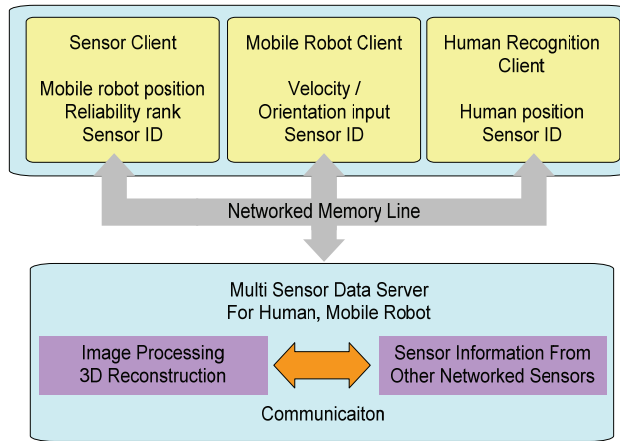 Sensor Client
Mobile robot position
Reliability rank
Sensor ID
Mobile Robot Client
Velocity /
Orientation input
Sensor ID
Human Recognition
Client
Human position
Sensor ID
Networked Memory Line
Multi Sensor Data Server
For Human, Mobile Robot
Image Processing
3D Reconstruction
Sensor Information From
Other Networked Sensors
Communicaiton